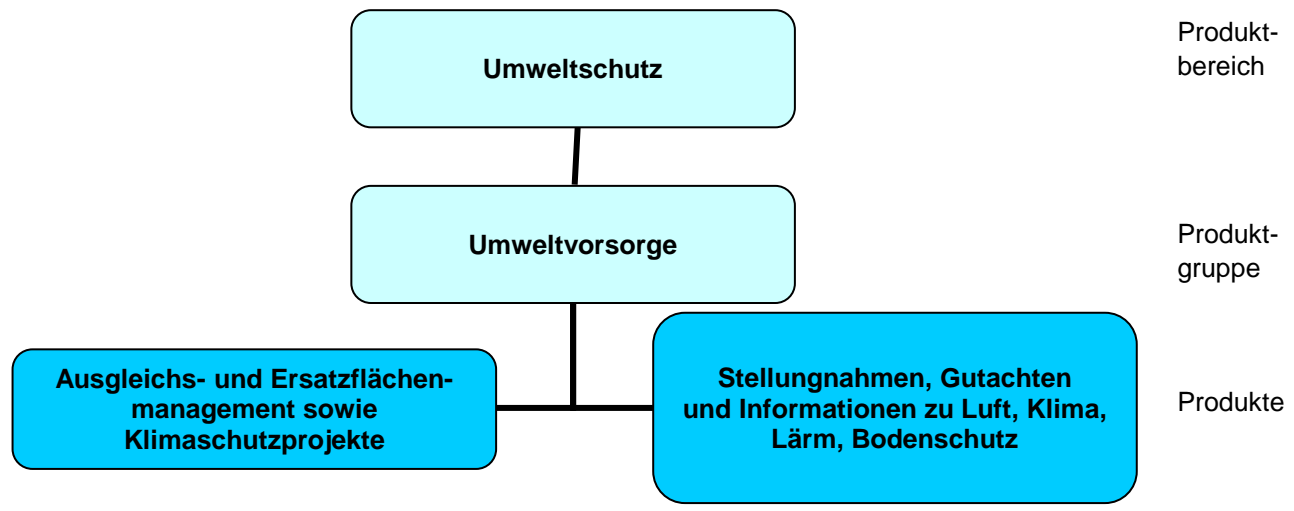 Umweltschutz
Produkt-
bereich
Umweltvorsorge
Produkt-
gruppe
Ausgleichs- und Ersatzflächen-
management sowie
Klimaschutzprojekte
Stellungnahmen, Gutachten
und Informationen zu Luft, Klima,
Lärm, Bodenschutz
Produkte